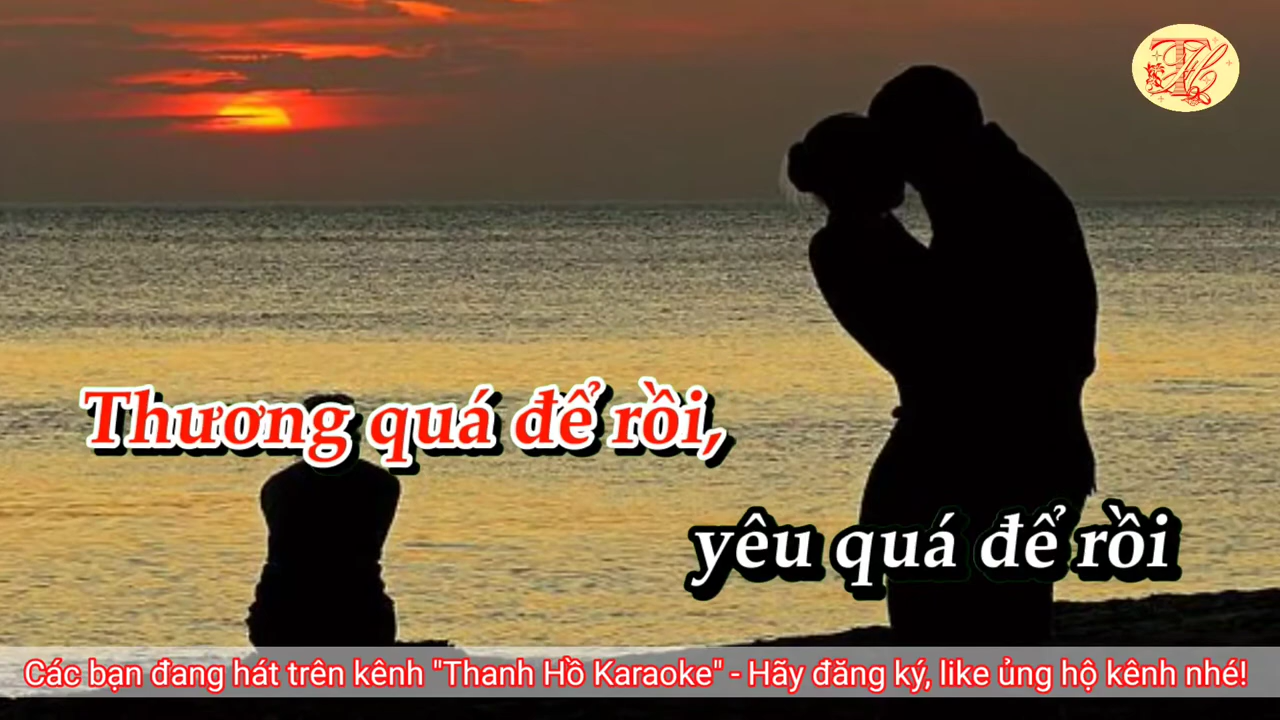 Thương quá để rồi,
yêu quá để rồi
Các bạn đang hát trên kênh "Thanh Hồ Karaoke" - Hãy đăng ký, like ủng hộ kênh nhé!